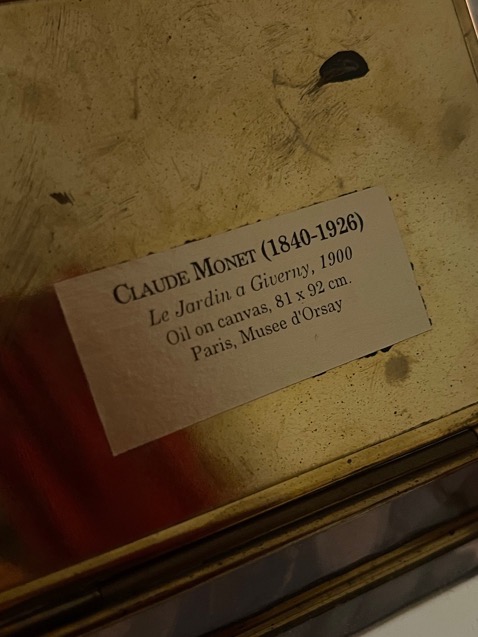 CLAUDE MONET (1840-1926)
Le Jardin a Giverny, 1900
Oil on canvas, 81 x 92 cm.
Paris, Musee d'Orsay